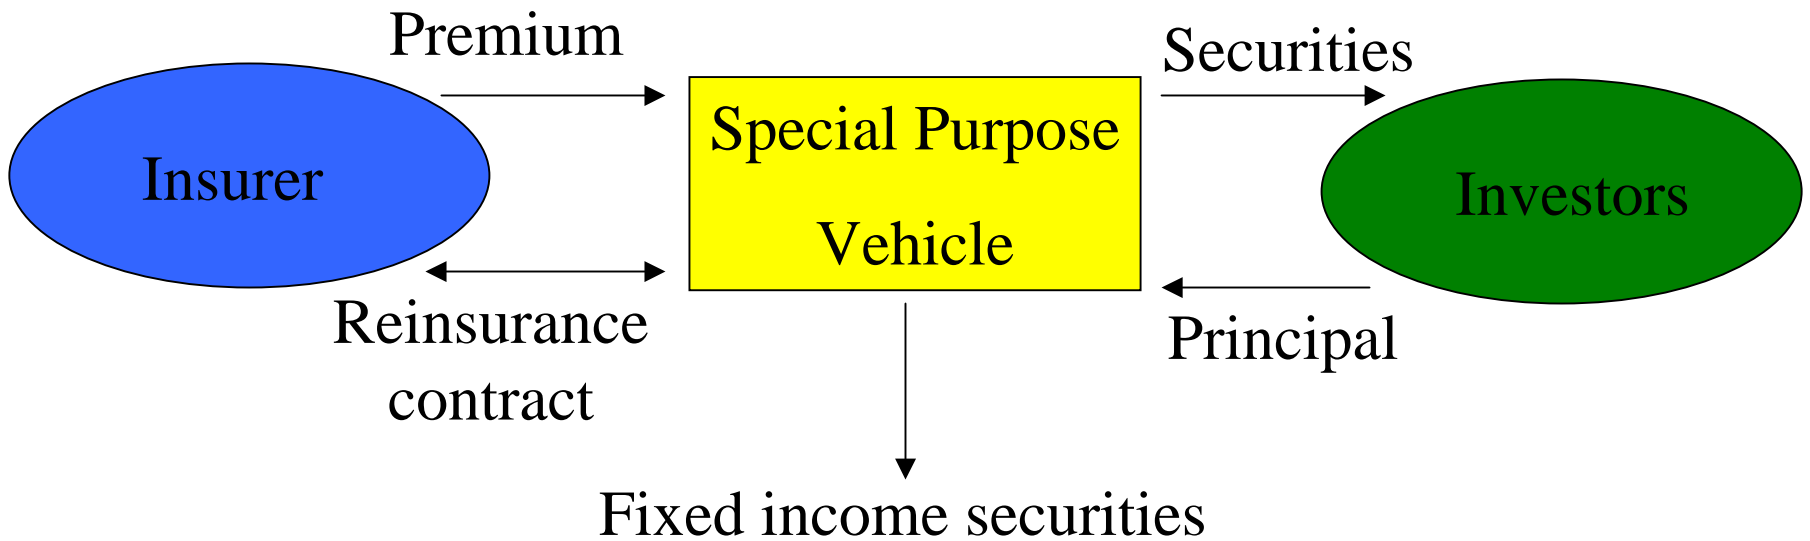 Premium
Securities
Insurer
Special Purpose
Vehicle
Investors
Reinsurance
contract
Principal
Fixed income securities